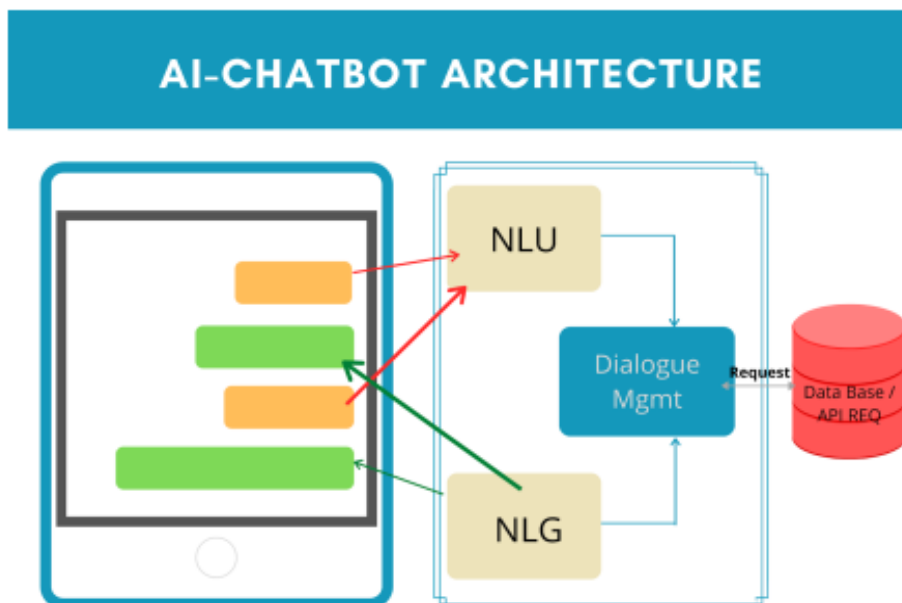 AI-CHATBOT ARCHITECTURE
NLU
Dialogue
Mgmt
Request
Data Base /
API REQ
NLG